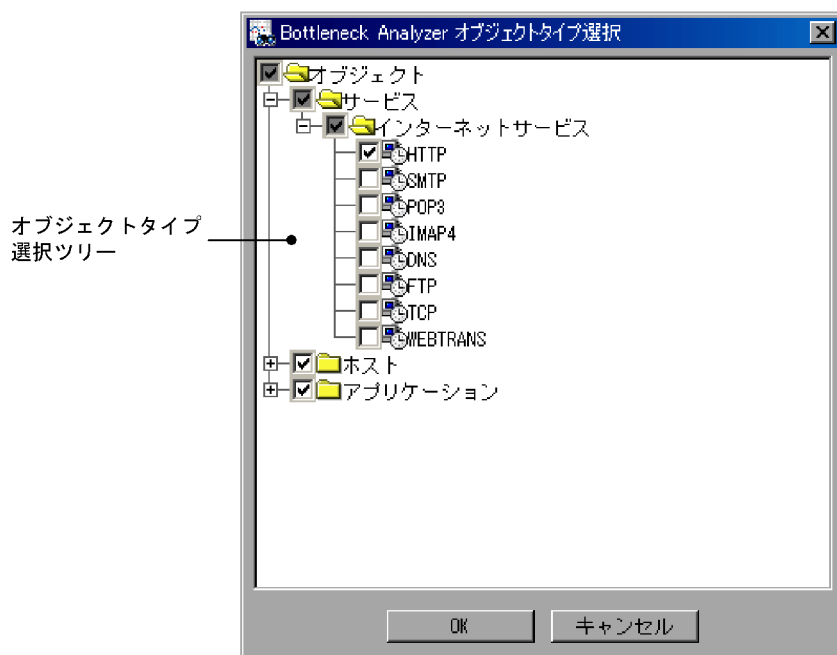 Bottleneck Analyzer オブジェクトタイプ選択
オブジェクト
サービス
インターネットサービス
HTTP
SMTP
POP3
IMAP4
DNS
FTP
TCP
WEBTRANS
ホスト
アプリケーション
オブジェクトタイプ
選択ツリー
OK
キャンセル